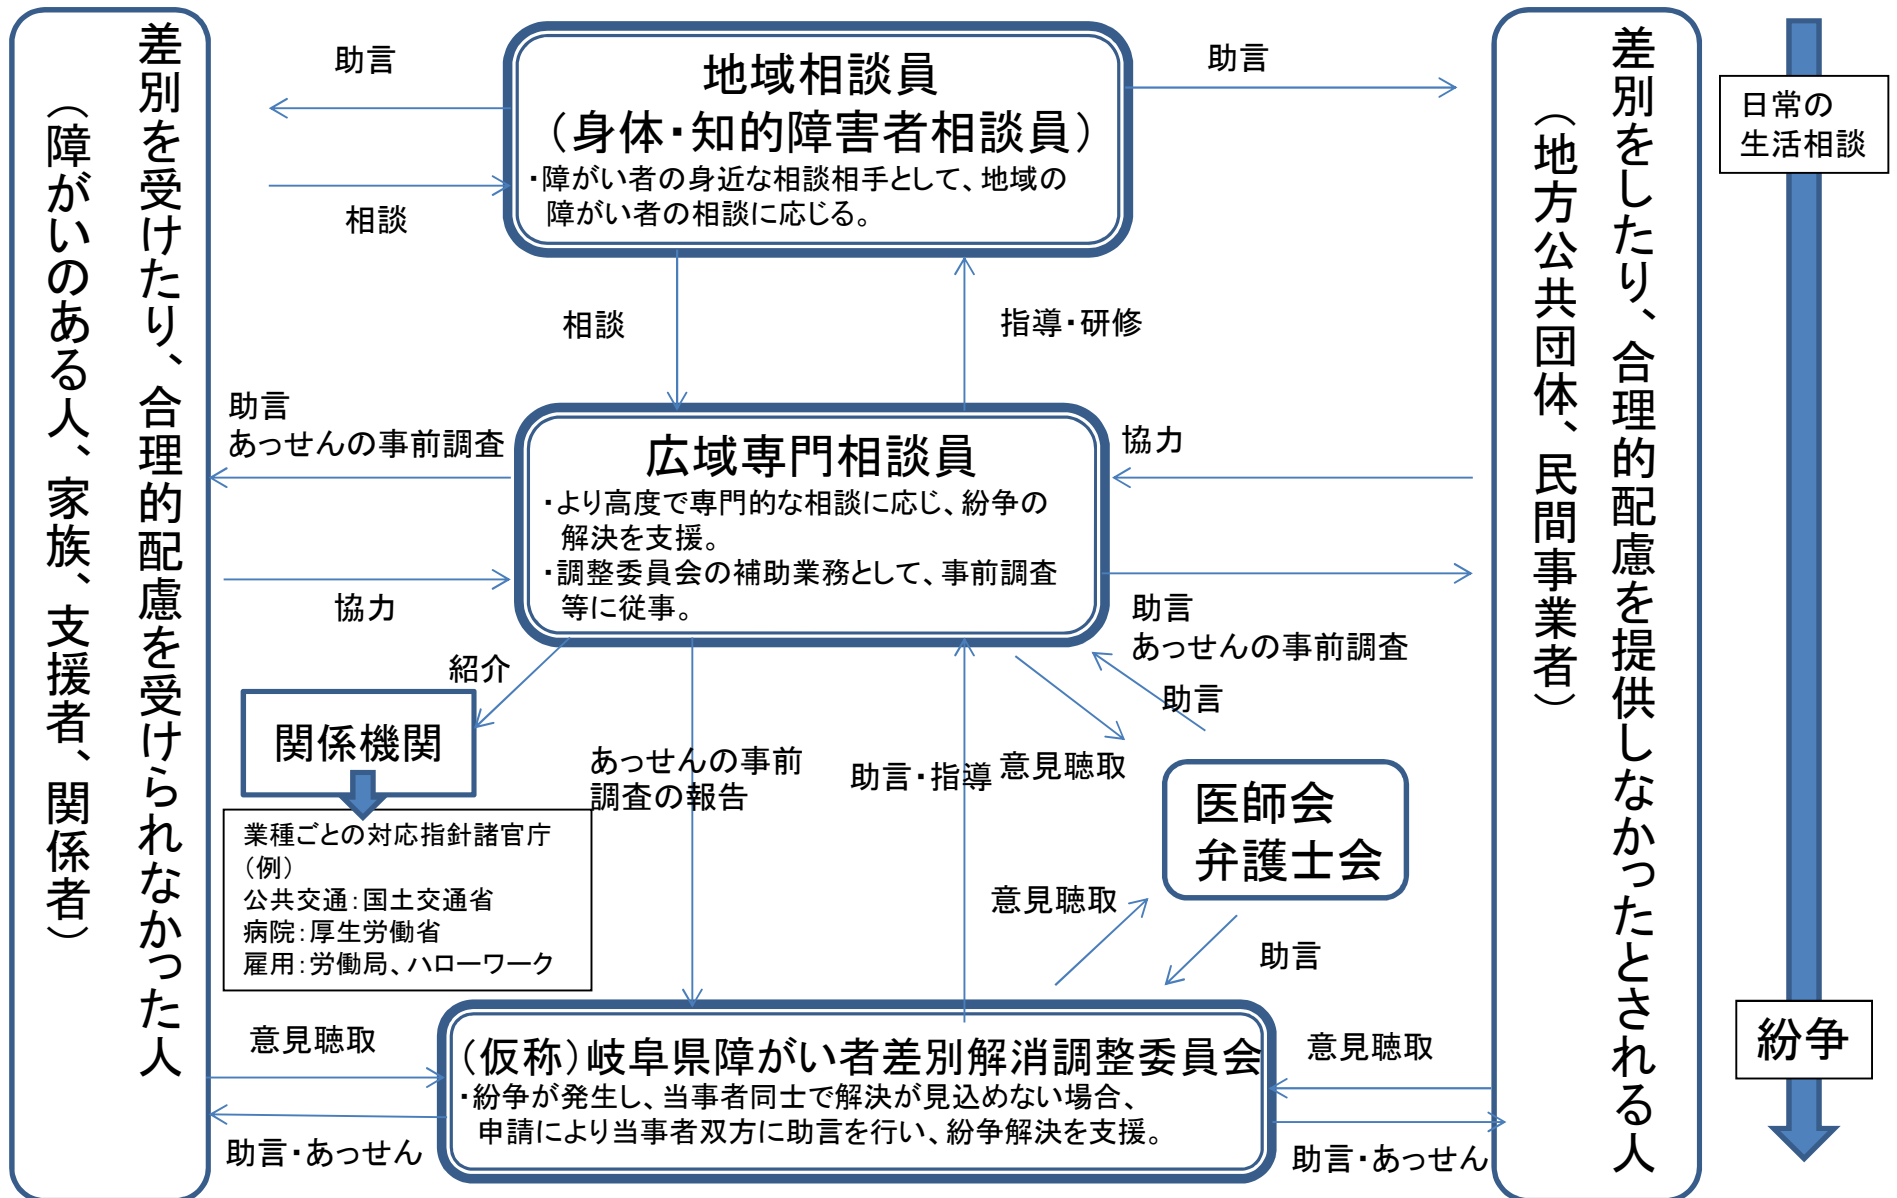 差別を受けたり、合理的配慮を受けられなかった人
（障がいのある人、家族、支援者、関係者）
助言
相談
地域相談員
（身体・知的障害者相談員）
・障がい者の身近な相談相手として、地域の
障がい者の相談に応じる。
助言
相談
指導・研修
助言
あっせんの事前調査
協力
広域専門相談員
・より高度で専門的な相談に応じ、紛争の
解決を支援。
・調整委員会の補助業務として、事前調査
等に従事。
協力
助言
あっせんの事前調査
紹介
関係機関
業種ごとの対応指針諸官庁
（例）
公共交通：国土交通省
病院：厚生労働省
雇用：労働局、ハローワーク
あっせんの事前
調査の報告
助言・指導
意見聴取
助言
医師会
弁護士会
意見聴取
助言
意見聴取
助言・あっせん
（仮称）岐阜県障がい者差別解消調整委員会
・紛争が発生し、当事者同士で解決が見込めない場合、
申請により当事者双方に助言を行い、紛争解決を支援。
意見聴取
助言・あっせん
差別をしたり、合理的配慮を提供しなかったとされる人
（地方公共団体、民間事業者）
日常の
生活相談
紛争